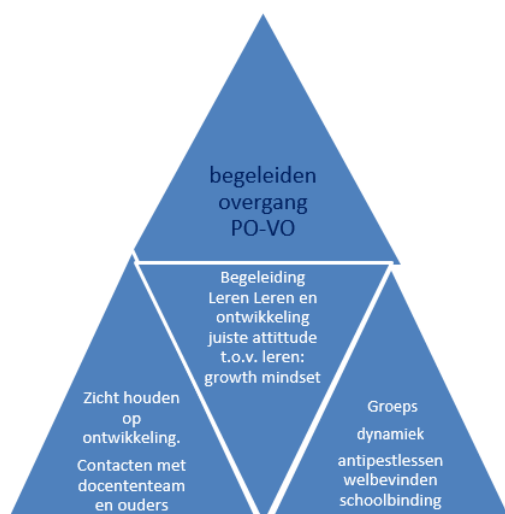 begeleiden
overgang
PO-VO
Begeleiding
Leren Leren en
ontwikkeling
juiste attittude
t.o.v. leren:
growth mindset
Zicht houden
op
ontwikkeling.
Contacten met
docententeam
en ouders
Groeps
dynamiek
antipestlessen
welbevinden
schoolbinding